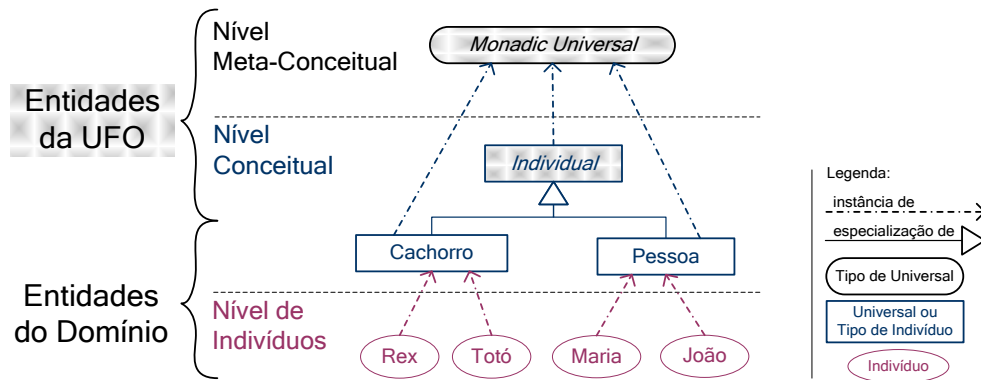 Nível
Meta-Conceitual
Monadic Universal
Entidades
da UFO
Nível
Conceitual
Individual
Legenda:
instância de
especialização de
Cachorro
Pessoa
Tipo de Universal
Entidades
do Domínio
Nível de
Indivíduos
Universal ou
Tipo de Indivíduo
Rex
Totó
Maria
João
Indivíduo